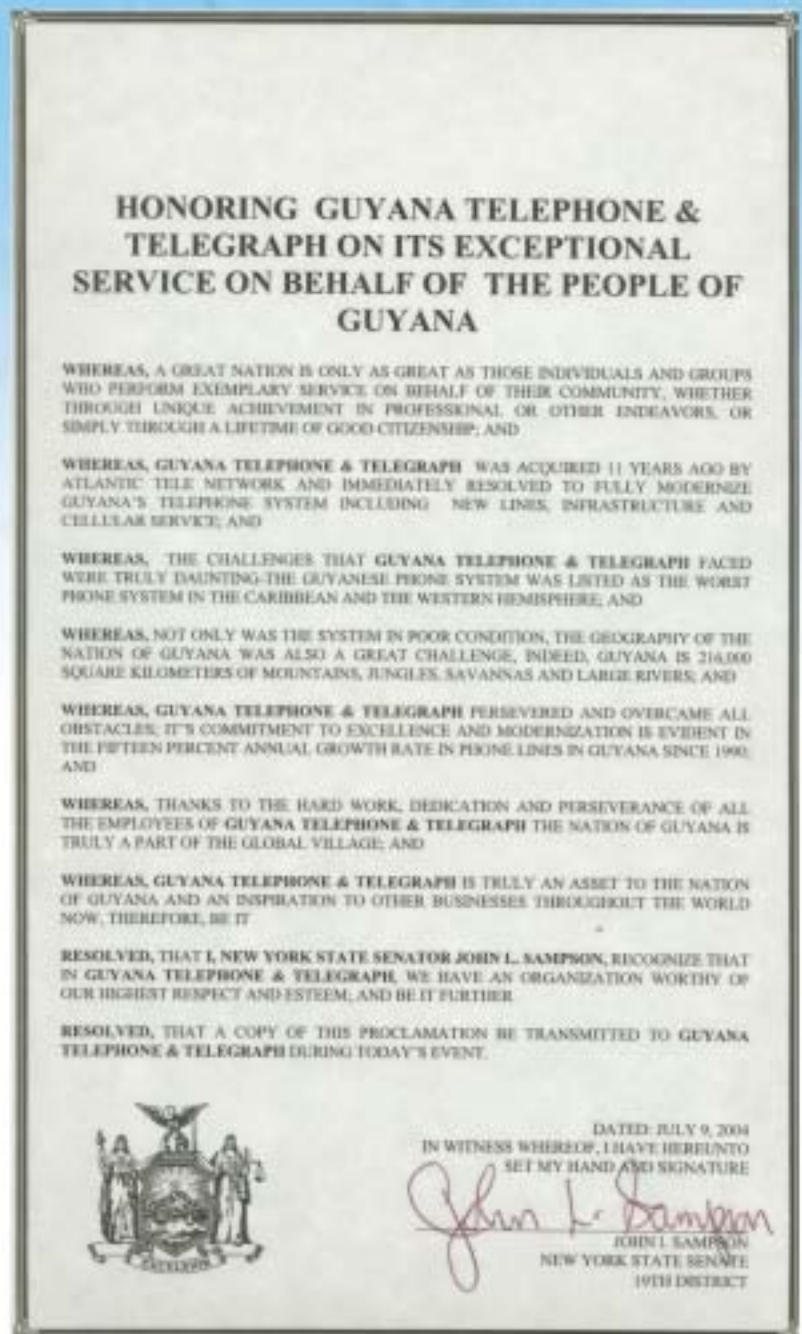 HONORING GUYANA TELEPHONE &
TELEGRAPH ON ITS EXCEPTIONAL
SERVICE ON BEHALF OF THE PEOPLE OF
GUYANA
WHEREAS, A GREAT NATION IS ONLY AS GREAT AS THOSE INDIVIDUALS AND GROUPS
WHO PERFORM EXEMPLARY SERVICE ON BEHALF OF THEIR COMMUNITY, WHETHER
THROUGH UNIQUE ACHIEVEMENT IN PROFESSIONAL OR OTHER ENDEAVORS, OR
SIMPLY THROUGH A LIFETIME OF GOOD CITIZENSHIP; AND
WHEREAS, GUYANA TELEPHONE & TELEGRAPH WAS ACQUIRED 11 YEARS AGO BY
ATLANTIC TELE NETWORK AND IMMEDIATELY RESOLVED TO FULLY MODERNIZE
GUYANA'S TELEPHONE SYSTEM INCLUDING NEW LINES, INFRASTRUCTURE AND
CELLULAR SERVICE; AND
WHEREAS, THE CHALLENGES THAT GUYANA TELEPHONE & TELEGRAPH FACED
WERE TRULY DAUNTING-THE GUYANESE PHONE SYSTEM WAS LISTED AS THE WORST
PHONE SYSTEM IN THE CARIBBEAN AND THE WESTERN HEMISPHERE; AND
WHEREAS, NOT ONLY WAS THE SYSTEM IN POOR CONDITION, THE GEOGRAPHY OF THE
NATION OF GUYANA WAS ALSO A GREAT CHALLENGE, INDEED, GUYANA IS 216,000
SQUARE KILOMETERS OF MOUNTAINS, JUNGLES, SAVANNAS AND LARGE RIVERS; AND
WHEREAS, GUYANA TELEPHONE & TELEGRAPH PERSEVERED AND OVERCAME ALL
OBSTACLES; IT'S COMMITMENT TO EXCELLENCE AND MODERNIZATION IS EVIDENT IN
THE FIFTEEN PERCENT ANNUAL GROWTH RATE IN PHONE LINES IN GUYANA SINCE 1990;
AND
WHEREAS, THANKS TO THE HARD WORK, DEDICATION AND PERSEVERANCE OF ALL
THE EMPLOYEES OF GUYANA TELEPHONE & TELEGRAPH THE NATION OF GUYANA IS
TRULY A PART OF THE GLOBAL VILLAGE; AND
WHEREAS, GUYANA TELEPHONE & TELEGRAPH IS TRULY AN ASSET TO THE NATION
OF GUYANA AND AN INSPIRATION TO OTHER BUSINESSES THROUGHOUT THE WORLD
NOW, THEREFORE, BE IT
RESOLVED, THAT I, NEW YORK STATE SENATOR JOHN L. SAMPSON, RECOGNIZE THAT
IN GUYANA TELEPHONE & TELEGRAPH, WE HAVE AN ORGANIZATION WORTHY OF
OUR HIGHEST RESPECT AND ESTEEM; AND BE IT FURTHER
RESOLVED, THAT A COPY OF THIS PROCLAMATION BE TRANSMITTED TO GUYANA
TELEPHONE & TELEGRAPH DURING TODAY'S EVENT.
DATED: JULY 9, 2004
IN WITNESS WHEREOF, I HAVE HEREUNTO
SET MY HAND AND SIGNATURE
John L. Sampson
JOHN L SAMPSON
NEW YORK STATE SENATE
19TH DISTRICT
EXCELSIOR